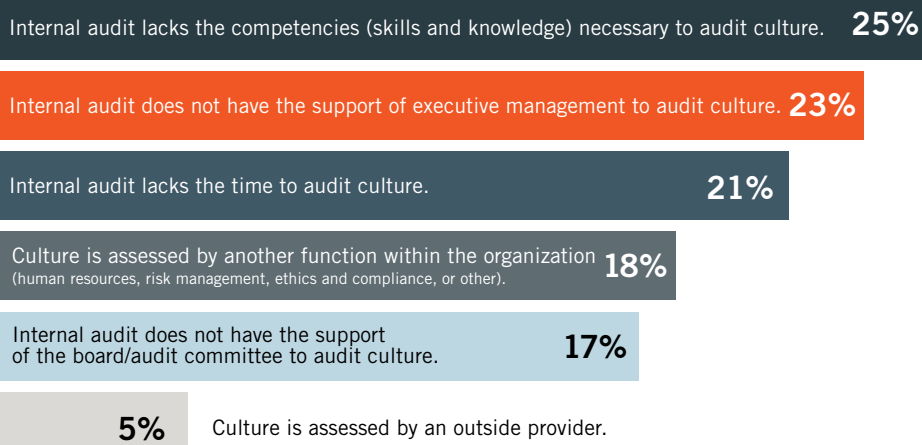 Internal audit lacks the competencies (skills and knowledge) necessary to audit culture. 25%
Internal audit does not have the support of executive management to audit culture. 23%
Internal audit lacks the time to audit culture. 21%
Culture is assessed by another function within the organization 18%
(human resources, risk management, ethics and compliance, or other).
Internal audit does not have the support
of the board/audit committee to audit culture. 17%
5% Culture is assessed by an outside provider.